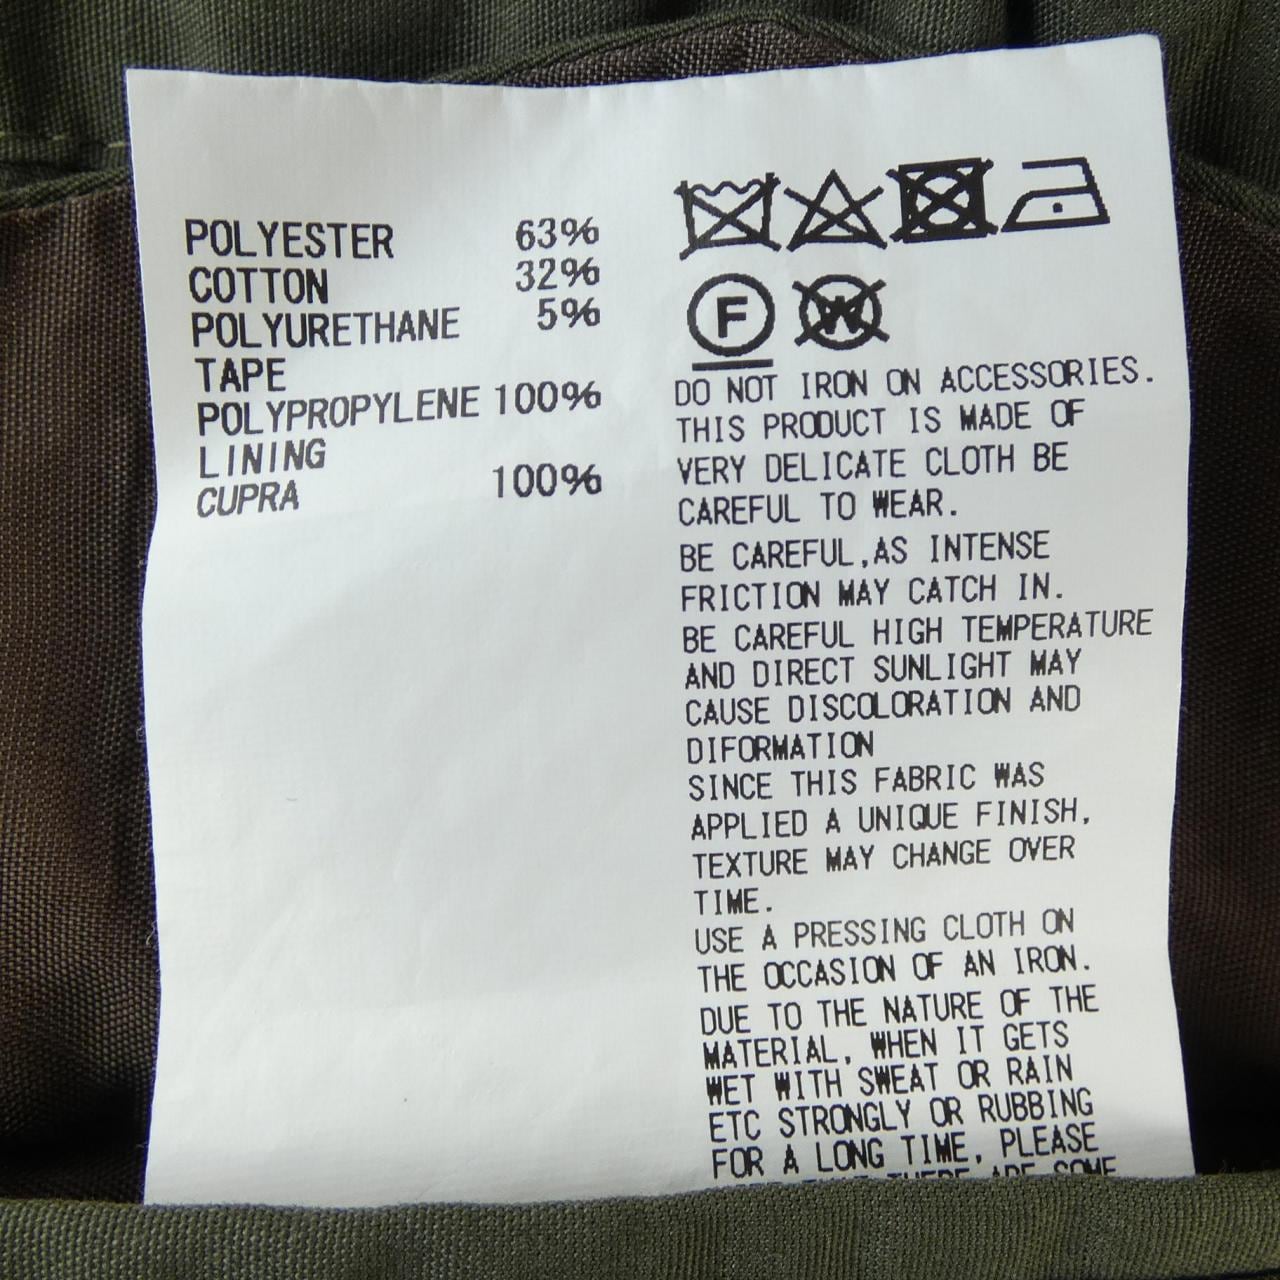 POLYESTER 63%
COTTON 32%
POLYURETHANE 5%
TAPE
POLYPROPYLENE 100%
LINING
CUPRA 100%
F W
DO NOT IRON ON ACCESSORIES.
THIS PRODUCT IS MADE OF
VERY DELICATE CLOTH BE
CAREFUL TO WEAR.
BE CAREFUL,AS INTENSE
FRICTION MAY CATCH IN.
BE CAREFUL HIGH TEMPERATURE
AND DIRECT SUNLIGHT MAY
CAUSE DISCOLORATION AND
DIFORMATION
SINCE THIS FABRIC WAS
APPLIED A UNIQUE FINISH,
TEXTURE MAY CHANGE OVER
TIME.
USE A PRESSING CLOTH ON
THE OCCASION OF AN IRON.
DUE TO THE NATURE OF THE
MATERIAL, WHEN IT GETS
WET WITH SWEAT OR RAIN
ETC STRONGLY OR RUBBING
FOR A LONG TIME, PLEASE
THERE ARE SOME